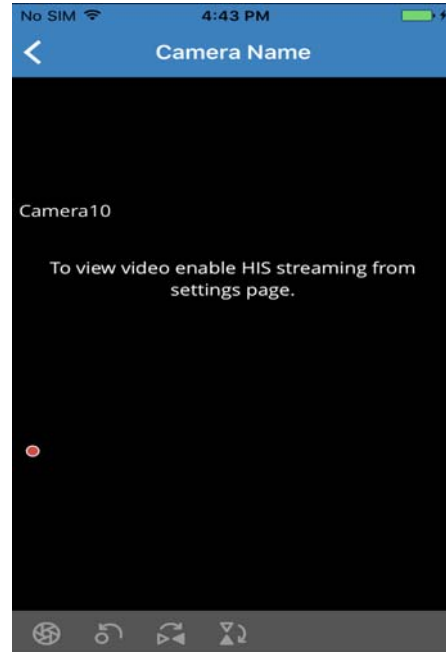 No SIM 4:43 PM
Camera Name
Camera10
To view video enable HIS streaming from
settings page.